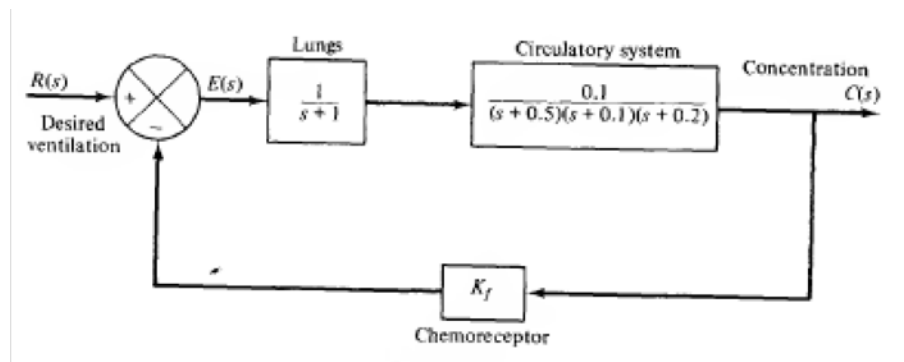 Lungs
Circulatory system
Concentration
R(s)
E(s)
C(s)
+
−
1
s + 1
0.1
(s + 0.5)(s + 0.1)(s + 0.2)
Desired
ventilation
K_f
Chemoreceptor